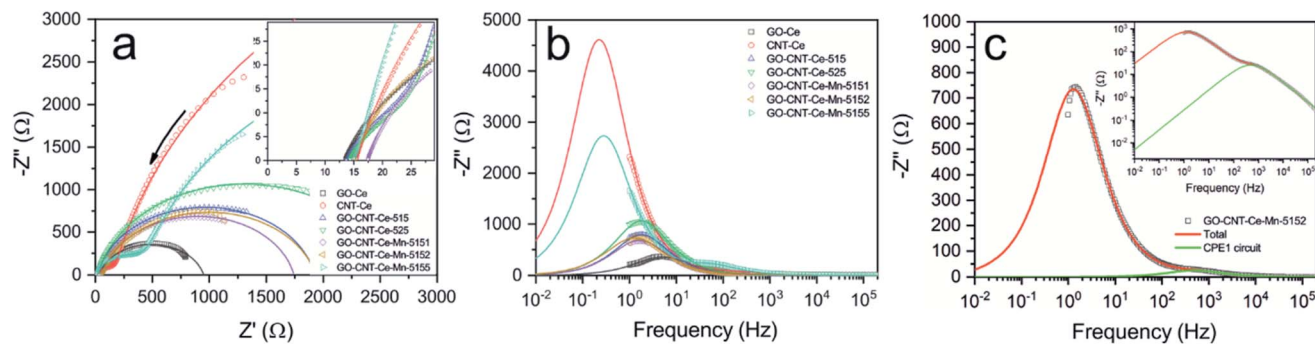 a
-Z'' (Ω)
3000
2500
2000
1500
1000
500
0
0 500 1000 1500 2000 2500 3000
Z' (Ω)
0 5 10 15 20 25
GO-Ce
CNT-Ce
GO-CNT-Ce-515
GO-CNT-Ce-525
GO-CNT-Ce-Mn-5151
GO-CNT-Ce-Mn-5152
GO-CNT-Ce-Mn-5155
b
-Z'' (Ω)
5000
4000
3000
2000
1000
0
10⁻² 10⁻¹ 10⁰ 10¹ 10² 10³ 10⁴ 10⁵
Frequency (Hz)
GO-Ce
CNT-Ce
GO-CNT-Ce-515
GO-CNT-Ce-525
GO-CNT-Ce-Mn-5151
GO-CNT-Ce-Mn-5152
GO-CNT-Ce-Mn-5155
c
-Z'' (Ω)
1000
900
800
700
600
500
400
300
200
100
0
10⁻² 10⁻¹ 10⁰ 10¹ 10² 10³ 10⁴ 10⁵
Frequency (Hz)
-Z'' (Ω)
10³
10²
10¹
10⁰
10⁻¹
10⁻²
10⁻² 10⁻¹ 10⁰ 10¹ 10² 10³ 10⁴ 10⁵
Frequency (Hz)
GO-CNT-Ce-Mn-5152
Total
CPE1 circuit